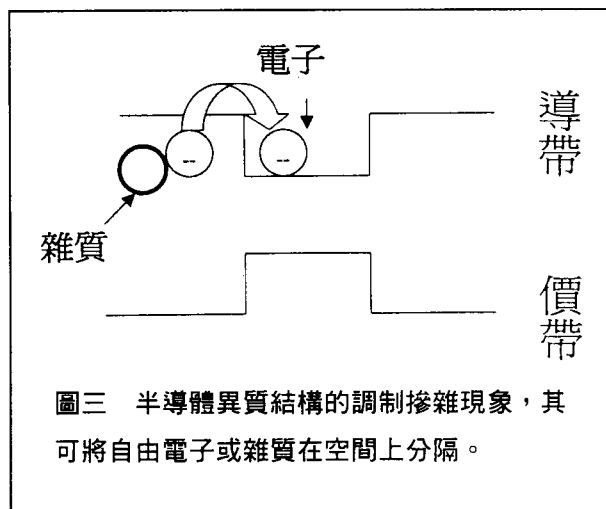 電子
導帶
雜質
價帶
圖三 半導體異質結構的調制摻雜現象，其
可將自由電子或雜質在空間上分隔。